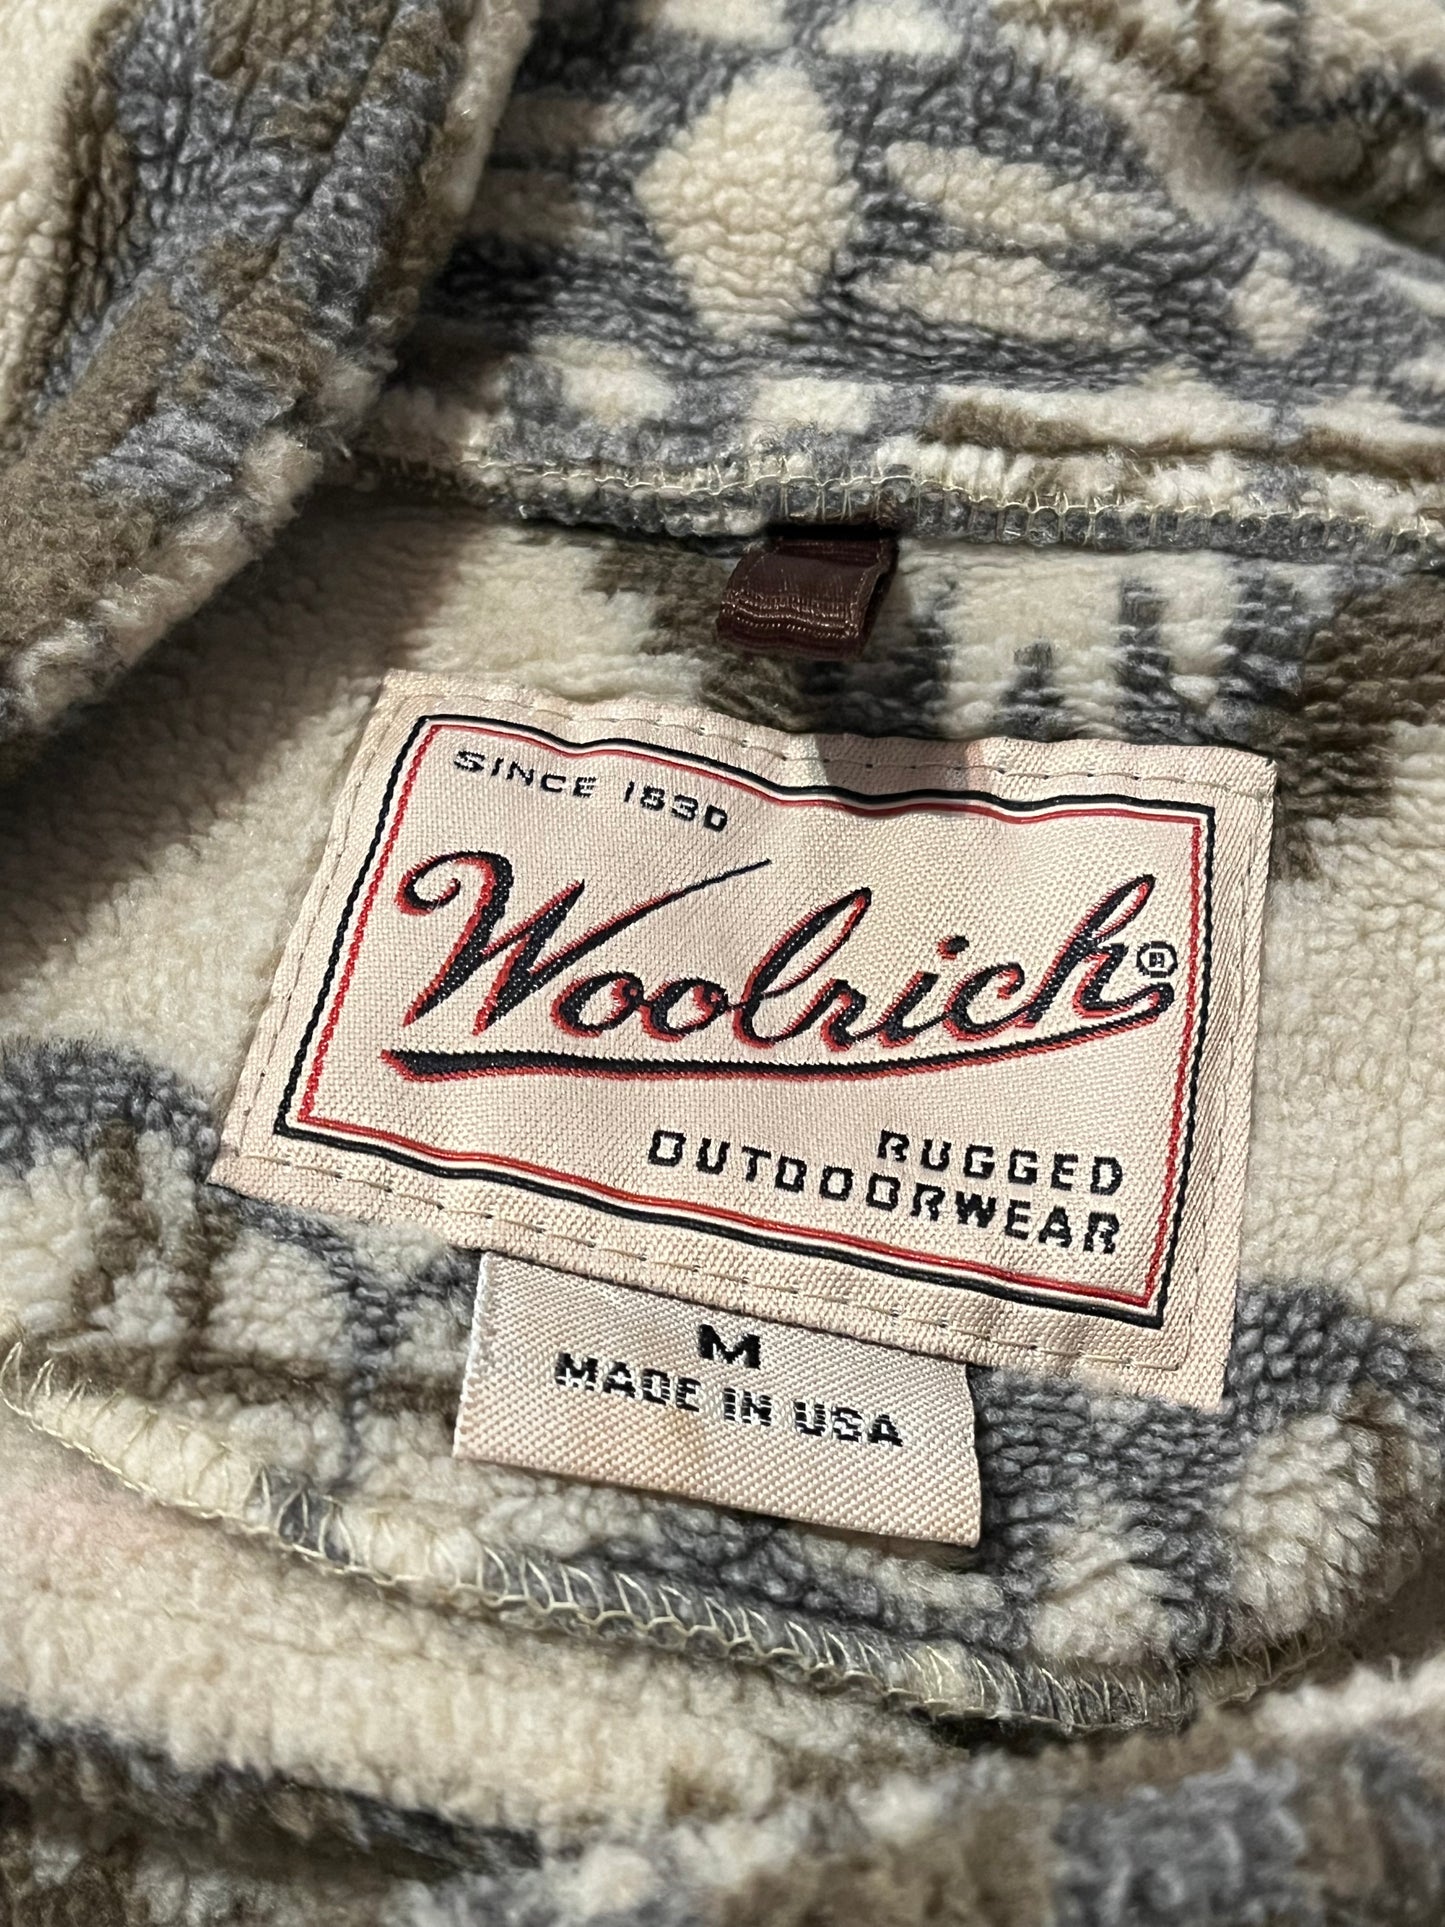 SINCE 1830
Woolrich®
RUGGED
OUTDOORWEAR
M
MADE IN USA